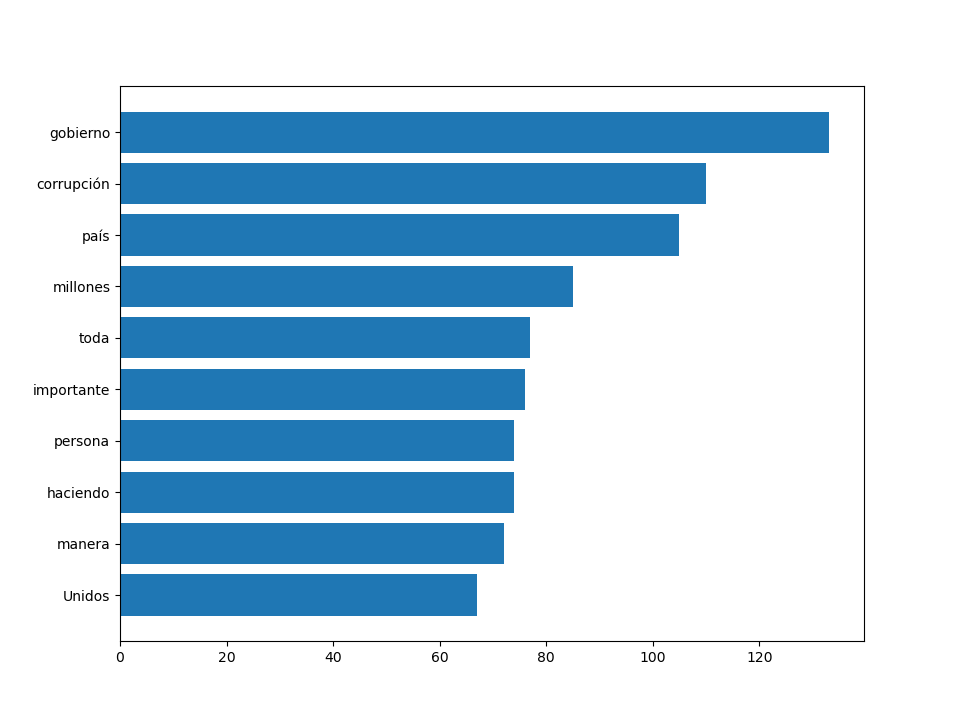 gobierno
corrupción
país
millones
toda
importante
persona
haciendo
manera
Unidos
0 20 40 60 80 100 120